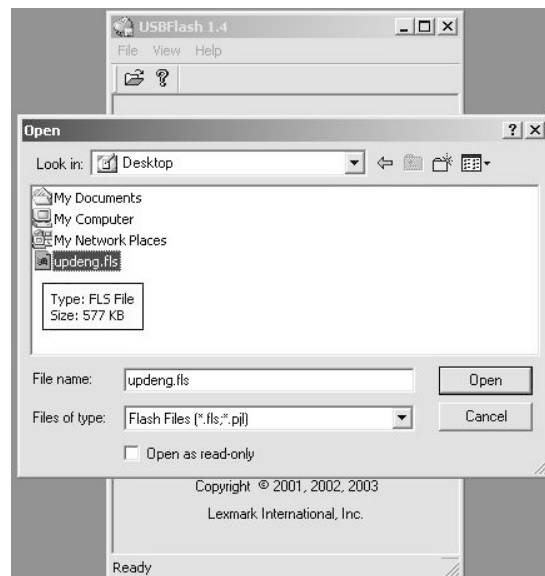 USBFlash 1.4
File View Help
Open
Look in: Desktop
My Documents
My Computer
My Network Places
updeng.fls
Type: FLS File
Size: 577 KB
File name: updeng.fls Open
Files of type: Flash Files (*.fls;*.pjl) Cancel
Open as read-only
Copyright © 2001, 2002, 2003
Lexmark International, Inc.
Ready